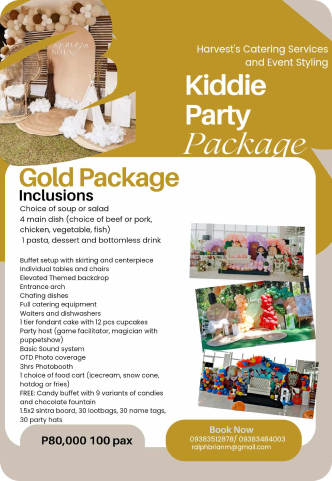 Harvest's Catering Services
and Event Styling
Kiddie
Party
Package
Gold Package
Inclusions
Choice of soup or salad
4 main dish (choice of beef or pork,
chicken, vegetable, fish)
1 pasta, dessert and bottomless drink
Buffet setup with skirting and centerpiece
Individual tables and chairs
Elevated Themed backdrop
Entrance arch
Chafing dishes
Full catering equipment
Waiters and dishwashers
1 tier fondant cake with 12 pcs cupcakes
Party host (game facilitator, magician with
puppetshow)
Basic Sound system
OTD Photo coverage
3hrs Photobooth
1 choice of food cart (icecream, snow cone,
hotdog or fries)
FREE: Candy buffet with 9 variants of candies
and chocolate fountain
1.5x2 sintra board, 30 lootbags, 30 name tags,
30 party hats
P80,000 100 pax
Book Now
09383512878/ 09363464003
ralphbrianm@gmail.com